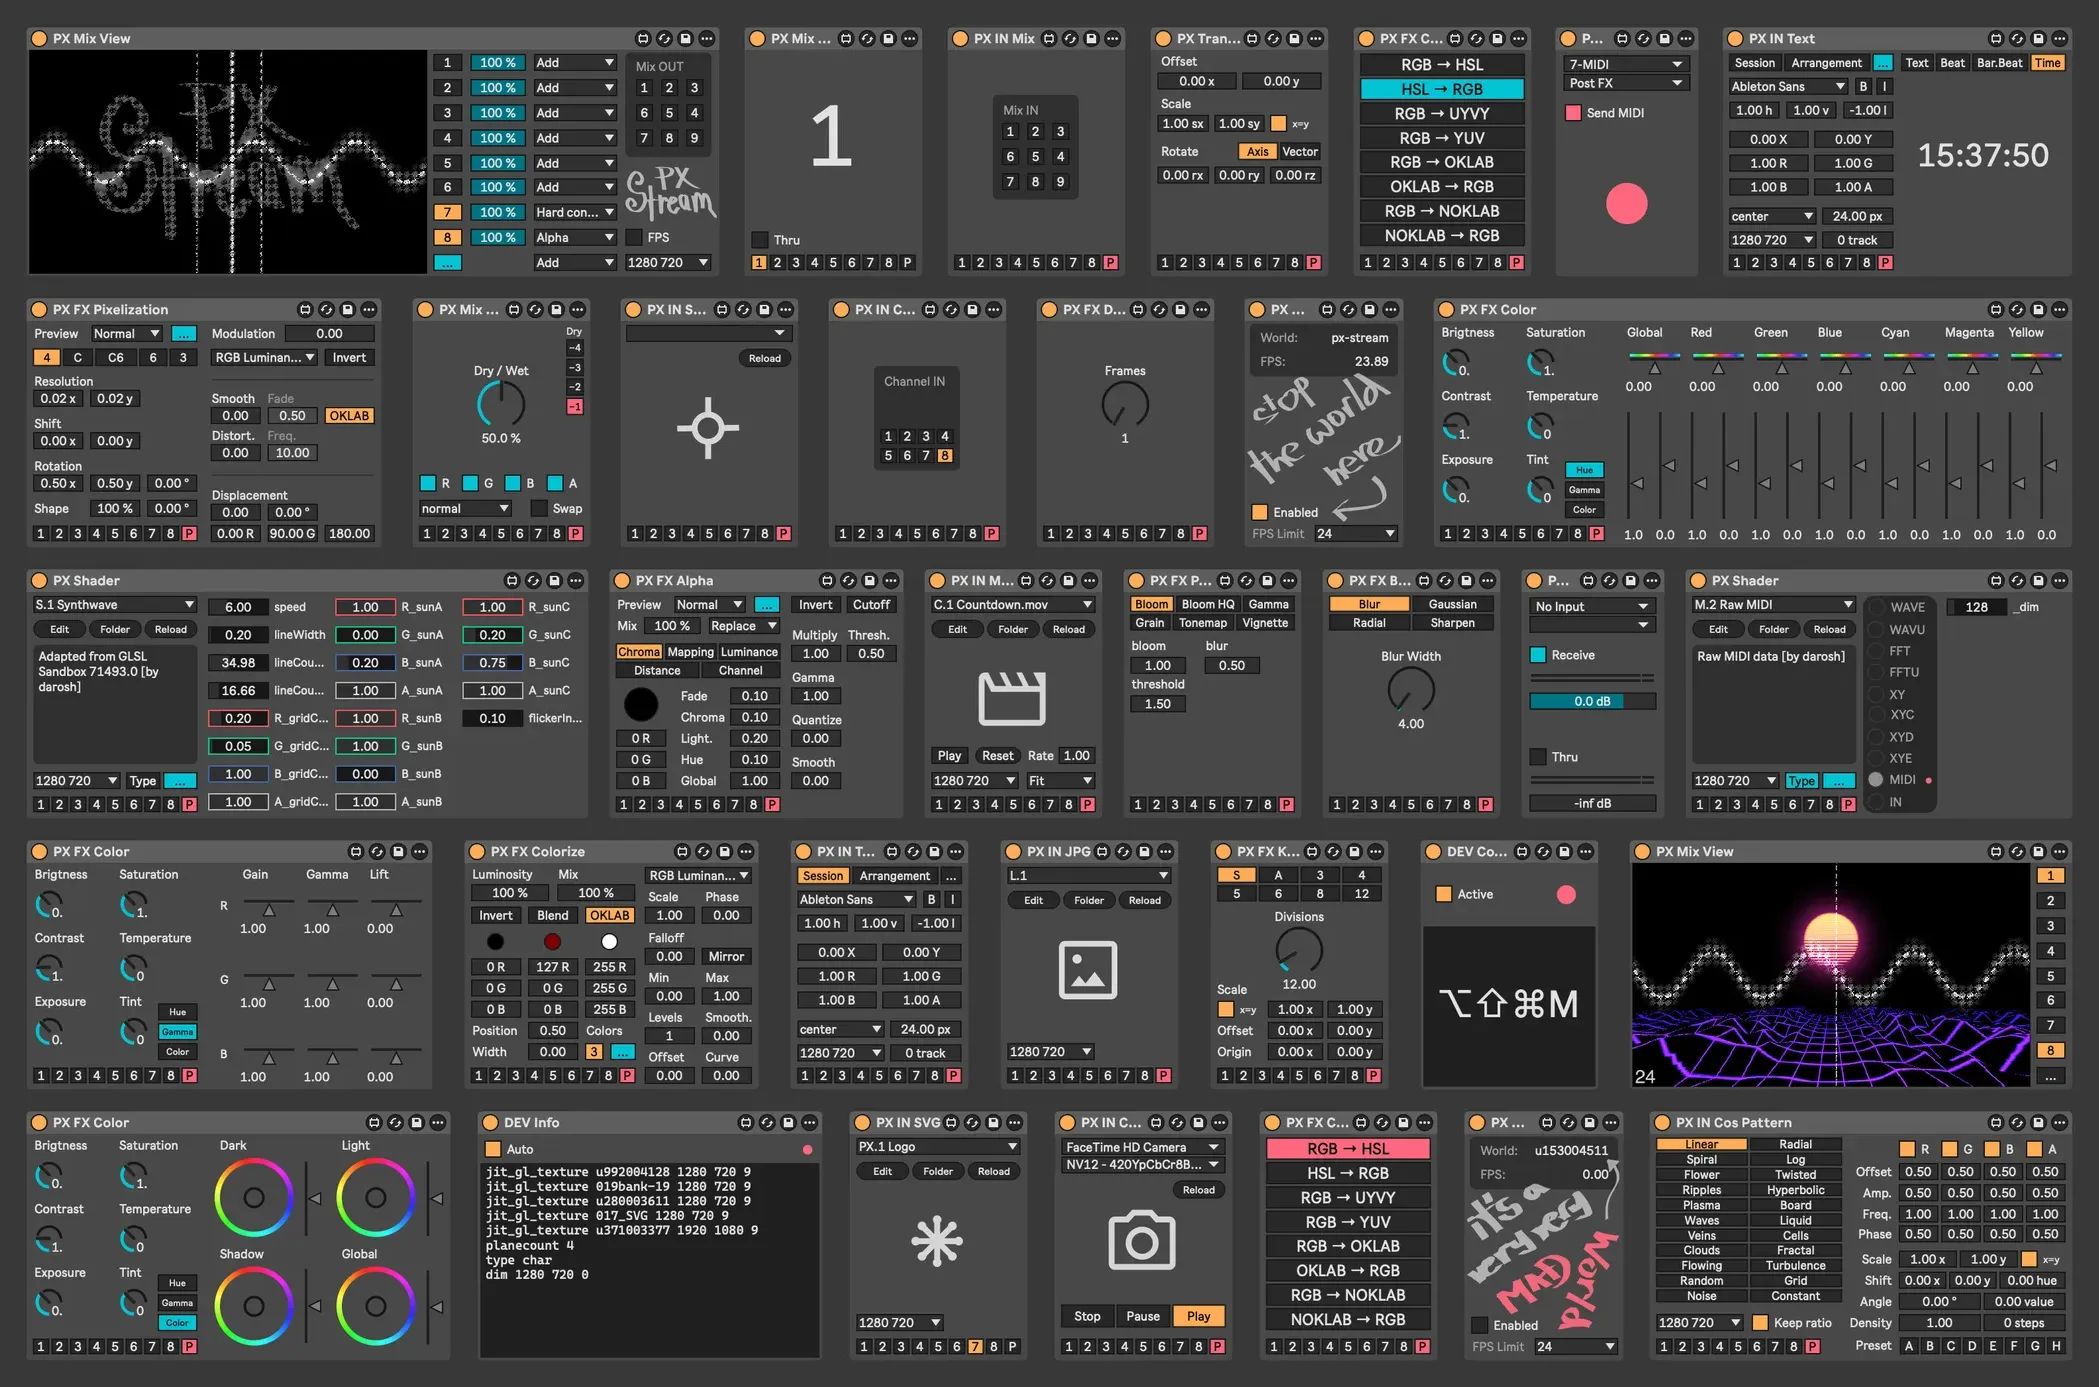 PX Mix View
PX Stream
1 100 % Add
2 100 % Add
3 100 % Add
4 100 % Add
5 100 % Add
6 100 % Add
7 100 % Hard con...
8 100 % Alpha
... Add
Mix OUT
1 2 3
6 5 4
7 8 9
PX Stream
FPS
1280 720
PX Mix ...
1
Thru
1 2 3 4 5 6 7 8 P
PX IN Mix
Mix IN
1 2 3
6 5 4
7 8 9
1 2 3 4 5 6 7 8 P
PX Tran...
Offset
0.00 x 0.00 y
Scale
1.00 sx 1.00 sy x=y
Rotate Axis Vector
0.00 rx 0.00 ry 0.00 rz
1 2 3 4 5 6 7 8 P
PX FX C...
RGB → HSL
HSL → RGB
RGB → UYVY
RGB → YUV
RGB → OKLAB
OKLAB → RGB
RGB → NOKLAB
NOKLAB → RGB
1 2 3 4 5 6 7 8 P
P...
7-MIDI
Post FX
Send MIDI
PX IN Text
Session Arrangement ... Text Beat Bar.Beat Time
Ableton Sans B I
1.00 h 1.00 v -1.00 l
0.00 X 0.00 Y
1.00 R 1.00 G
1.00 B 1.00 A
center 24.00 px
1280 720 0 track
1 2 3 4 5 6 7 8 P
15:37:50
PX FX Pixelization
Preview Normal ... Modulation 0.00
4 C C6 6 3 RGB Luminan... Invert
Resolution
0.02 x 0.02 y
Smooth Fade
0.00 0.50 OKLAB
Shift
0.00 x 0.00 y
Distort. Freq.
0.00 10.00
Rotation
0.50 x 0.50 y 0.00 °
Displacement
Shape 100 % 0.00 ° 0.00 0.00 °
1 2 3 4 5 6 7 8 P 0.00 R 90.00 G 180.00
PX Mix ...
Dry
-4
-3
-2
-1
Dry / Wet
50.0 %
R G B A
normal Swap
1 2 3 4 5 6 7 8 P
PX IN S...
Reload
1 2 3 4 5 6 7 8 P
PX IN C...
Channel IN
1 2 3 4
5 6 7 8
1 2 3 4 5 6 7 8 P
PX FX D...
Frames
1
1 2 3 4 5 6 7 8 P
PX ...
World: px-stream
FPS: 23.89
stop
the world
here
Enabled
FPS Limit 24
PX FX Color
Brigtness Saturation Global Red Green Blue Cyan Magenta Yellow
0. 1. 0.00 0.00 0.00 0.00 0.00 0.00 0.00
Contrast Temperature
1. 0
Exposure Tint Hue
0. 0 Gamma
Color
1 2 3 4 5 6 7 8 P 1.0 0.0 1.0 0.0 1.0 0.0 1.0 0.0 1.0 0.0 1.0 0.0 1.0 0.0
PX Shader
S.1 Synthwave
Edit Folder Reload
Adapted from GLSL
Sandbox 71493.0 [by
darosh]
1280 720 Type ...
1 2 3 4 5 6 7 8 P
6.00 speed 1.00 R_sunA 1.00 R_sunC
0.20 lineWidth 0.00 G_sunA 0.20 G_sunC
34.98 lineCou... 0.20 B_sunA 0.75 B_sunC
16.66 lineCou... 1.00 A_sunA 1.00 A_sunC
0.20 R_gridC... 1.00 R_sunB 0.10 flickerIn...
0.05 G_gridC... 1.00 G_sunB
1.00 B_gridC... 0.00 B_sunB
1.00 A_gridC... 1.00 A_sunB
PX FX Alpha
Preview Normal ... Invert Cutoff
Mix 100 % Replace Multiply Thresh.
Chroma Mapping Luminance 1.00 0.50
Distance Channel
Gamma
1.00
Fade 0.10
Chroma 0.10
Quantize
0 R Light. 0.20 0.00
0 G Hue 0.10 Smooth
0 B Global 1.00 0.00
1 2 3 4 5 6 7 8 P
PX IN M...
C.1 Countdown.mov
Edit Folder Reload
Play Reset Rate 1.00
1280 720 Fit
1 2 3 4 5 6 7 8 P
PX FX P...
Bloom Bloom HQ Gamma
Grain Tonemap Vignette
bloom blur
1.00 0.50
threshold
1.50
1 2 3 4 5 6 7 8 P
PX FX B...
Blur Gaussian
Radial Sharpen
Blur Width
4.00
1 2 3 4 5 6 7 8 P
P...
No Input
Receive
0.0 dB
Thru
-inf dB
PX Shader
M.2 Raw MIDI
Edit Folder Reload
Raw MIDI data [by darosh]
1280 720 Type ...
1 2 3 4 5 6 7 8 P
WAVE
WAVU
FFT
FFTU
XY
XYC
XYD
XYE
MIDI
IN
128 _dim
PX FX Color
Brigtness Saturation Gain Gamma Lift
0. 1. R 1.00 1.00 0.00
Contrast Temperature
1. 0 G 1.00 1.00 0.00
Exposure Tint Hue
0. 0 Gamma
Color
B 1.00 1.00 0.00
1 2 3 4 5 6 7 8 P
PX FX Colorize
Luminosity Mix RGB Luminan...
100 % 100 % Scale Phase
Invert Blend OKLAB 1.00 0.00
Falloff
0.00 Mirror
0 R 127 R 255 R Min Max
0 G 0 G 255 G 0.00 1.00
0 B 0 B 255 B Levels Smooth.
Position 0.50 Colors 1 0.00
Width 0.00 3 ... Offset Curve
1 2 3 4 5 6 7 8 P 0.00 0.00
PX IN T...
Session Arrangement ...
Ableton Sans B I
1.00 h 1.00 v -1.00 l
0.00 X 0.00 Y
1.00 R 1.00 G
1.00 B 1.00 A
center 24.00 px
1280 720 0 track
1 2 3 4 5 6 7 8 P
PX IN JPG
L.1
Edit Folder Reload
1280 720
1 2 3 4 5 6 7 8 P
PX FX K...
S A 3 4
5 6 8 12
Divisions
12.00
Scale
x=y 1.00 x 1.00 y
Offset 0.00 x 0.00 y
Origin 0.00 x 0.00 y
1 2 3 4 5 6 7 8 P
DEV Co...
Active
⌥⇧⌘M
PX Mix View
24
1
2
3
4
5
6
7
8
...
PX FX Color
Brigtness Saturation Dark Light
0. 1.
Contrast Temperature
1. 0
Shadow Global
Exposure Tint Hue
0. 0 Gamma
Color
1 2 3 4 5 6 7 8 P
DEV Info
Auto
jit_gl_texture u992004128 1280 720 9
jit_gl_texture 019bank-19 1280 720 9
jit_gl_texture u280003611 1280 720 9
jit_gl_texture 017_SVG 1280 720 9
jit_gl_texture u371003377 1920 1080 9
planecount 4
type char
dim 1280 720 0
PX IN SVG
PX.1 Logo
Edit Folder Reload
1280 720
1 2 3 4 5 6 7 8 P
PX IN C...
FaceTime HD Camera
NV12 - 420YpCbCr8B...
Reload
Stop Pause Play
1 2 3 4 5 6 7 8 P
PX FX C...
RGB → HSL
HSL → RGB
RGB → UYVY
RGB → YUV
RGB → OKLAB
OKLAB → RGB
RGB → NOKLAB
NOKLAB → RGB
1 2 3 4 5 6 7 8 P
PX ...
World: u153004511
FPS: 0.00
it's a
very very
MAD
World
Enabled
FPS Limit 24
PX IN Cos Pattern
Linear Radial
Spiral Log
Flower Twisted
Ripples Hyperbolic
Plasma Board
Waves Liquid
Veins Cells
Clouds Fractal
Flowing Turbulence
Random Grid
Noise Constant
1280 720 Keep ratio
1 2 3 4 5 6 7 8 P
R G B A
Offset 0.50 0.50 0.50 0.50
Amp. 0.50 0.50 0.50 0.50
Freq. 1.00 1.00 1.00 1.00
Phase 0.50 0.50 0.50 0.50
Scale 1.00 x 1.00 y x=y
Shift 0.00 x 0.00 y 0.00 hue
Angle 0.00 ° 0.00 value
Density 1.00 0 steps
Preset A B C D E F G H